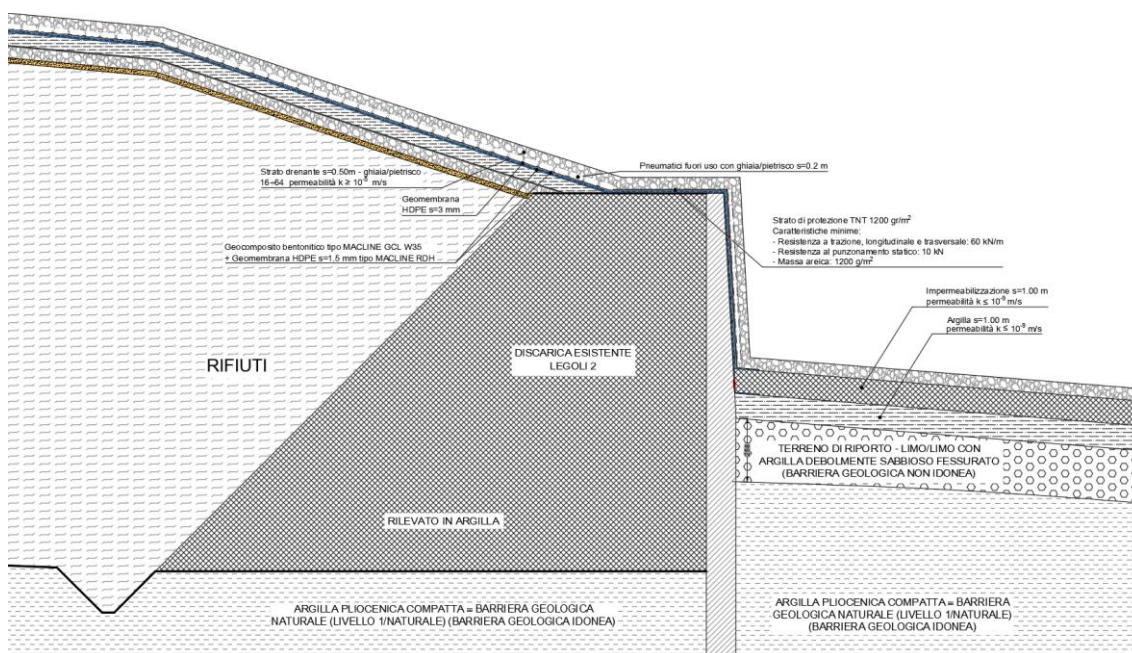 Pneumatici fuori uso con ghiaia/pietrisco s=0.2 m
Strato drenante s=0.50m - ghiaia/pietrisco
16÷64 permeabilità k ≥ 10⁻⁵ m/s
Geomembrana
HDPE s=3 mm
Geocomposito bentonitico tipo MACLINE GCL W35
+ Geomembrana HDPE s=1.5 mm tipo MACLINE RDH
Strato di protezione TNT 1200 gr/m²
Caratteristiche minime:
- Resistenza a trazione, longitudinale e trasversale: 60 kN/m
- Resistenza al punzonamento statico: 10 kN
- Massa areica: 1200 g/m²
Impermeabilizzazione s=1.00 m
permeabilità k ≤ 10⁻⁹ m/s
Argilla s=1.00 m
permeabilità k ≤ 10⁻⁹ m/s
RIFIUTI
DISCARICA ESISTENTE
LEGOLI 2
TERRENO DI RIPORTO - LIMO/LIMO CON
ARGILLA DEBOLMENTE SABBIOSO FESSURATO
(BARRIERA GEOLOGICA NON IDONEA)
RILEVATO IN ARGILLA
ARGILLA PLIOCENICA COMPATTA = BARRIERA GEOLOGICA
NATURALE (LIVELLO 1/NATURALE) (BARRIERA GEOLOGICA IDONEA)
ARGILLA PLIOCENICA COMPATTA = BARRIERA
GEOLOGICA NATURALE (LIVELLO 1/NATURALE)
(BARRIERA GEOLOGICA IDONEA)